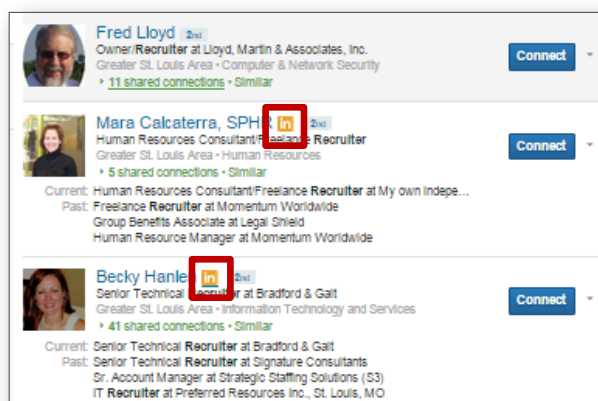 Fred Lloyd 2nd
Owner/Recruiter at Lloyd, Martin & Associates, Inc.
Greater St. Louis Area • Computer & Network Security
11 shared connections • Similar
Connect
Mara Calcaterra, SPHR in 2nd
Human Resources Consultant/Freelance Recruiter
Greater St. Louis Area • Human Resources
5 shared connections • Similar
Connect
Current: Human Resources Consultant/Freelance Recruiter at My own Indepe...
Past: Freelance Recruiter at Momentum Worldwide
Group Benefits Associate at Legal Shield
Human Resource Manager at Momentum Worldwide
Becky in 2nd
Senior Technical Recruiter at Bradford & Galt
Greater St. Louis Area • Information Technology and Services
41 shared connections • Similar
Connect
Current: Senior Technical Recruiter at Bradford & Galt
Past: Senior Technical Recruiter at Signature Consultants
Sr. Account Manager at Strategic Staffing Solutions (S3)
IT Recruiter at Preferred Resources Inc., St. Louis, MO